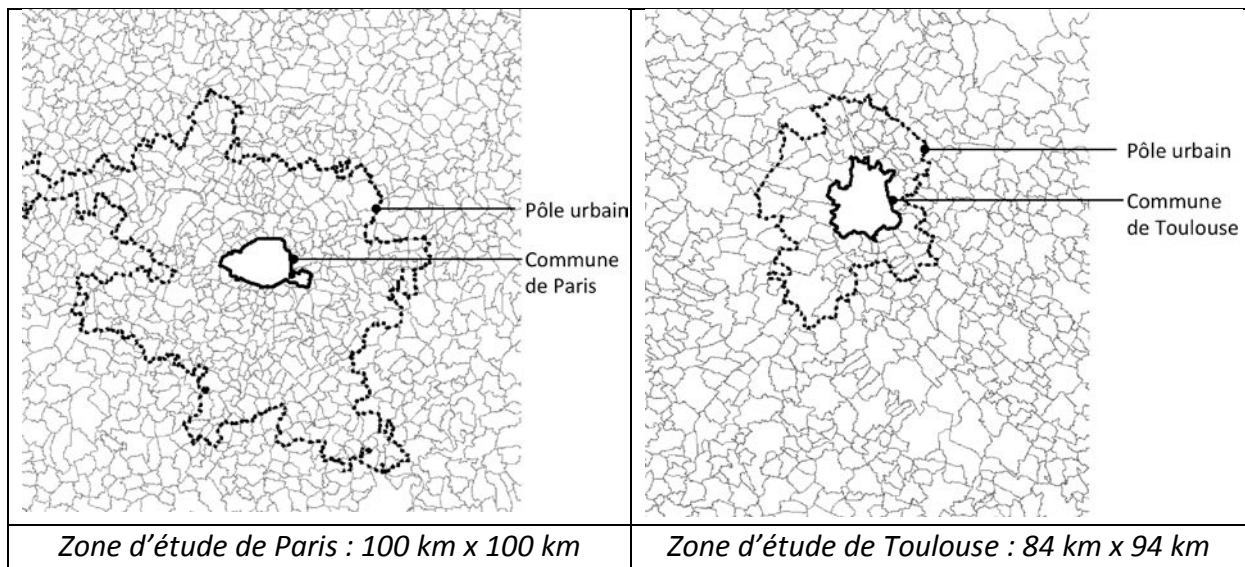 Pôle urbain
Commune
de Paris
Pôle urbain
Commune
de Toulouse
Zone d'étude de Paris : 100 km x 100 km
Zone d'étude de Toulouse : 84 km x 94 km